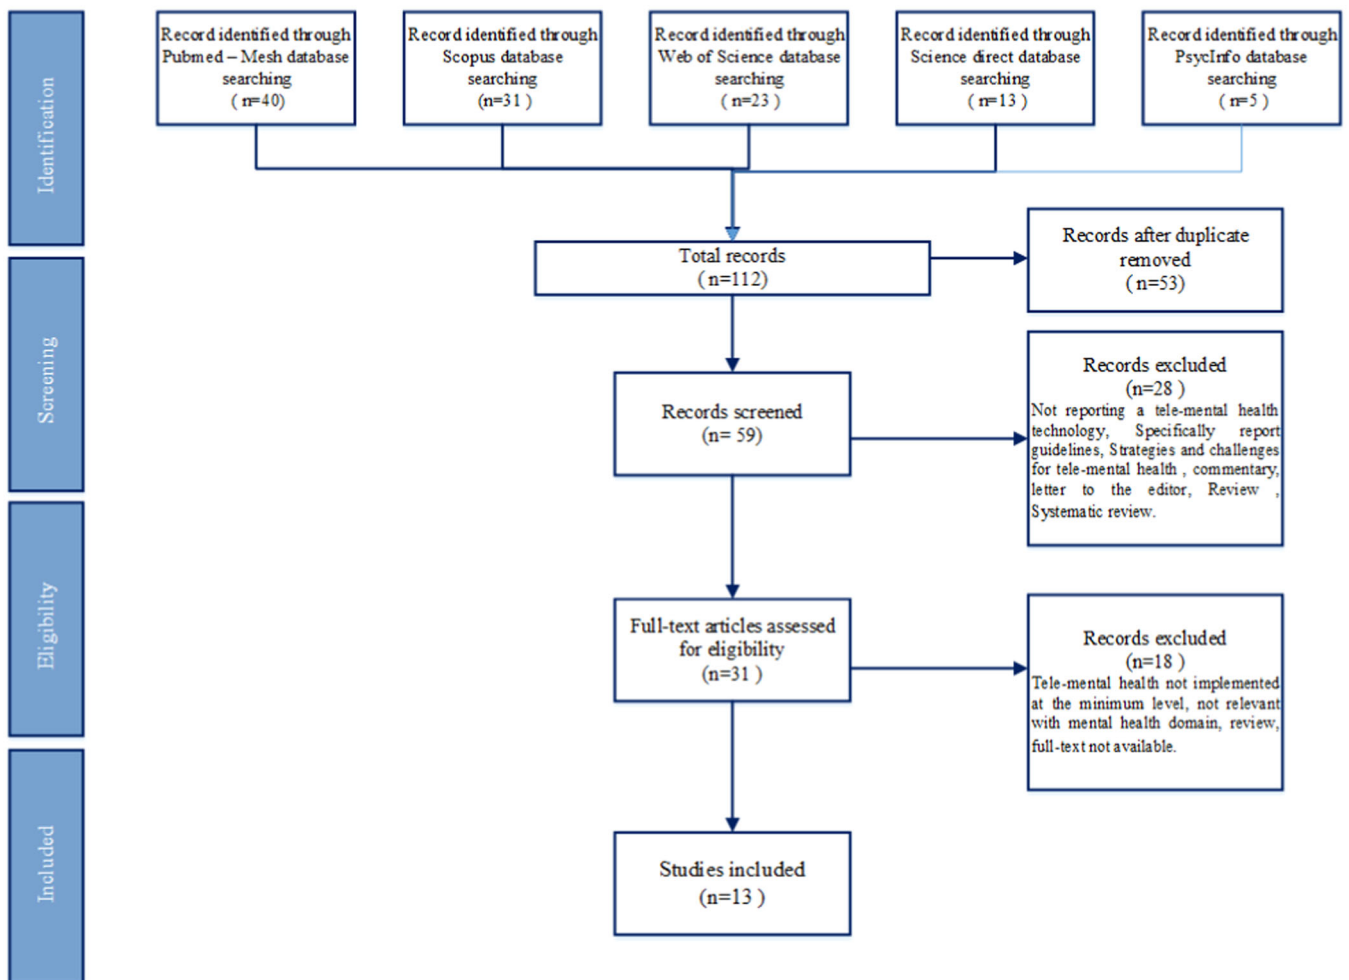 Identification
Record identified through
Pubmed – Mesh database
searching
( n=40)
Record identified through
Scopus database
searching
(n=31 )
Record identified through
Web of Science database
searching
( n=23 )
Record identified through
Science direct database
searching
( n=13 )
Record identified through
PsycInfo database
searching
( n=5 )
Total records
( n=112)
Records after duplicate
removed
( n=53)
Screening
Records screened
(n= 59)
Records excluded
(n=28 )
Not reporting a tele-mental health
technology, Specifically report
guidelines, Strategies and challenges
for tele-mental health , commentary,
letter to the editor, Review ,
Systematic review.
Eligibility
Full-text articles assessed
for eligibility
(n=31 )
Records excluded
(n=18 )
Tele-mental health not implemented
at the minimum level, not relevant
with mental health domain, review,
full-text not available.
Included
Studies included
(n=13 )